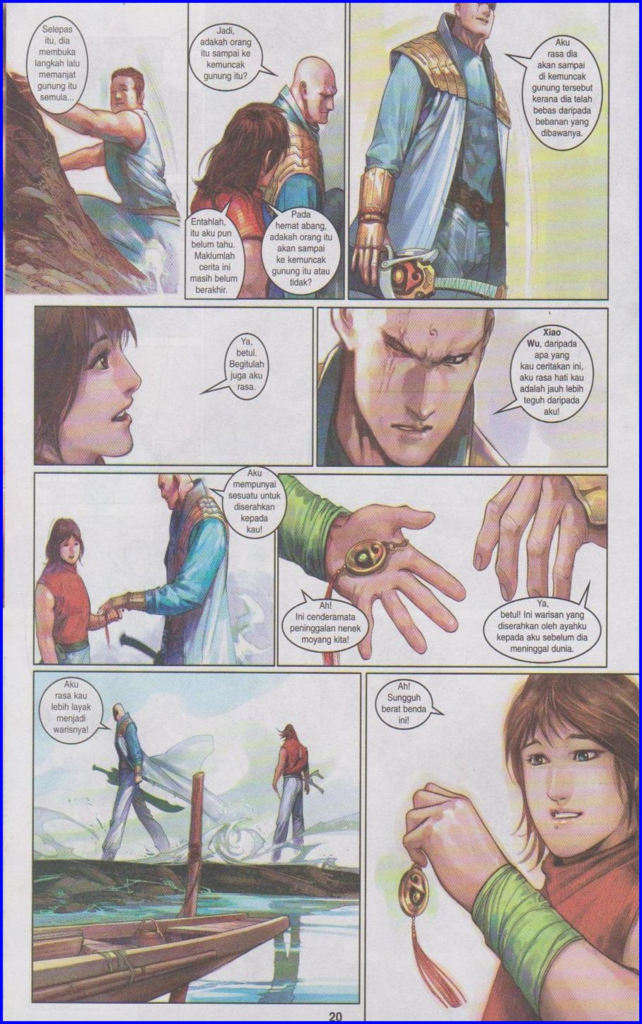 Selepas
itu, dia
membuka
langkah lalu
memanjat
gunung itu
semula...
Jadi,
adakah orang
itu sampai ke
kemuncak
gunung itu?
Entahlah,
itu aku pun
belum tahu.
Maklumlah
cerita ini
masih belum
berakhir.
Pada
hemat abang,
adakah orang itu
akan sampai
ke kemuncak
gunung itu atau
tidak?
Aku
rasa dia
akan sampai
di kemuncak
gunung tersebut
kerana dia telah
bebas daripada
bebanan yang
dibawanya.
Ya,
betul.
Begitulah
juga aku
rasa.
Xiao
Wu, daripada
apa yang
kau ceritakan ini,
aku rasa hati kau
adalah jauh lebih
teguh daripada
aku!
Aku
mempunyai
sesuatu untuk
diserahkan
kepada
kau!
Ah!
Ini cenderamata
peninggalan nenek
moyang kita!
Ya,
betul! Ini warisan yang
diserahkan oleh ayahku
kepada aku sebelum dia
meninggal dunia.
Aku
rasa kau
lebih layak
menjadi
warisnya!
Ah!
Sungguh
berat benda
ini!
20